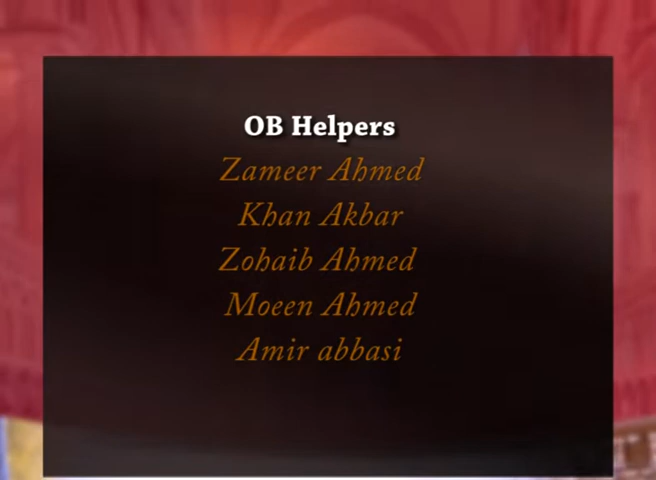 OB Helpers
Zameer Ahmed
Khan Akbar
Zohaib Ahmed
Moeen Ahmed
Amir abbasi